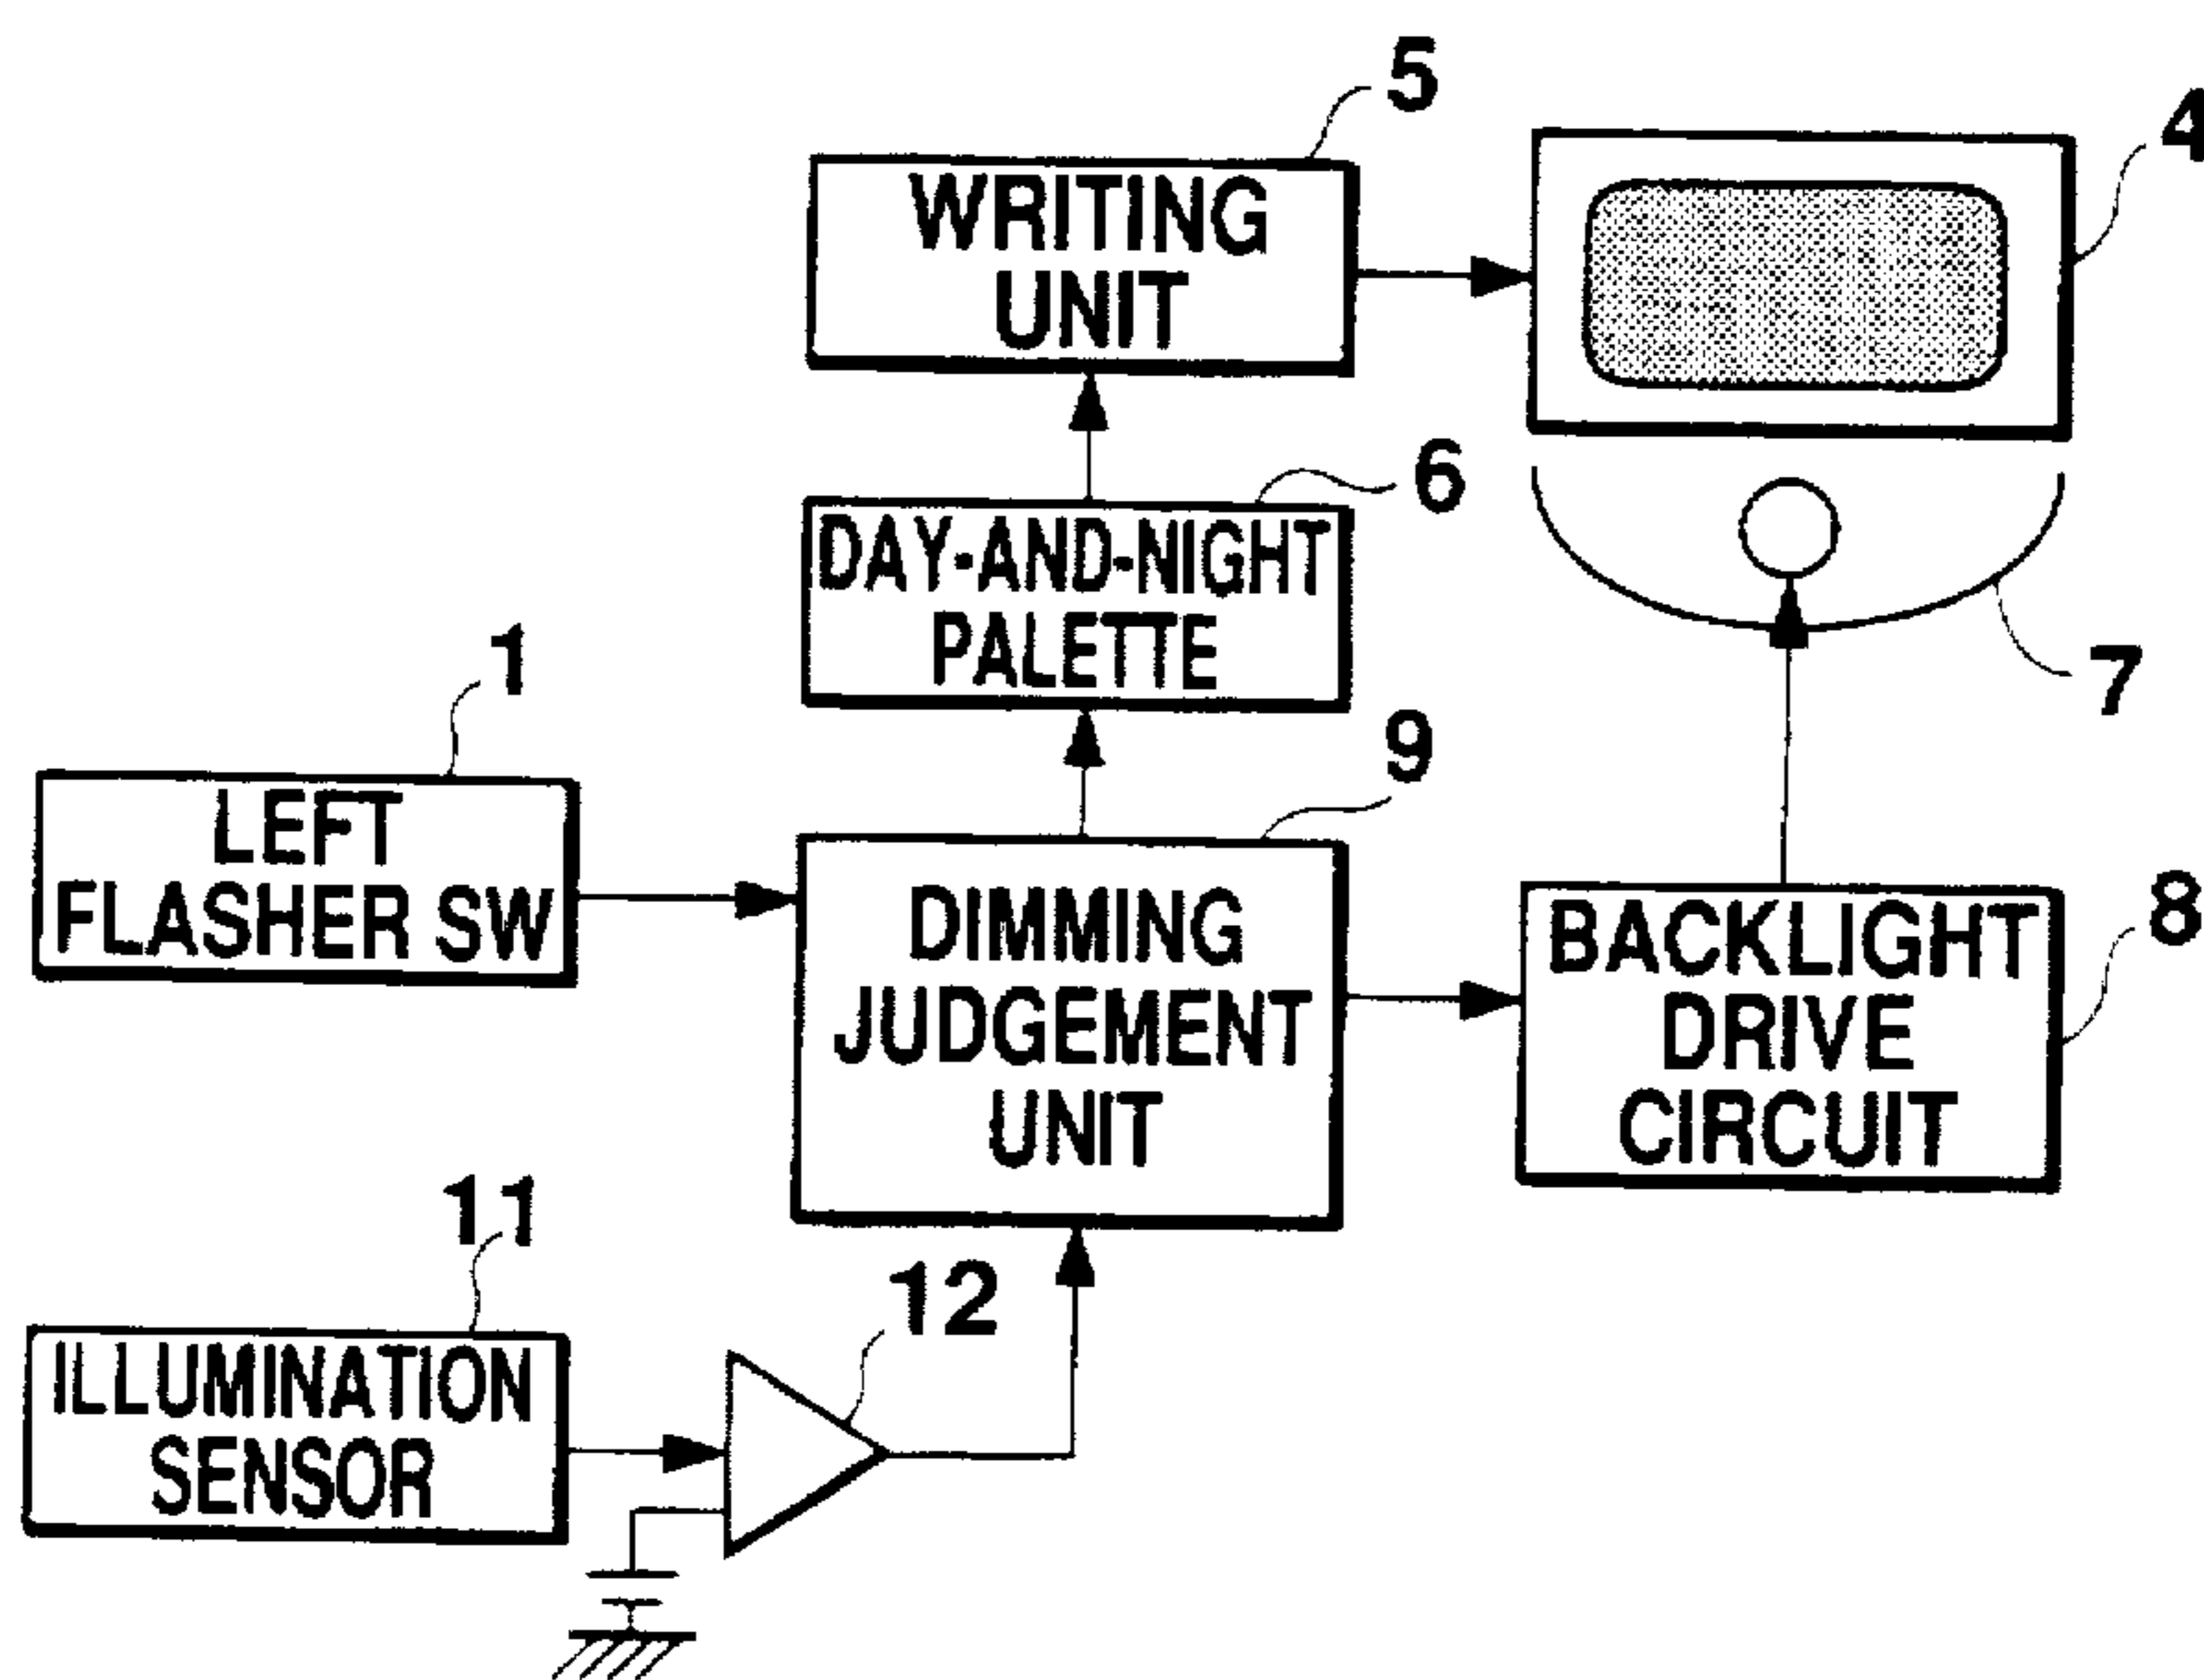 5
4
WRITING
UNIT
6
DAY-AND-NIGHT
PALETTE
7
1
9
LEFT
FLASHER SW
8
DIMMING
JUDGEMENT
UNIT
BACKLIGHT
DRIVE
CIRCUIT
11
12
ILLUMINATION
SENSOR